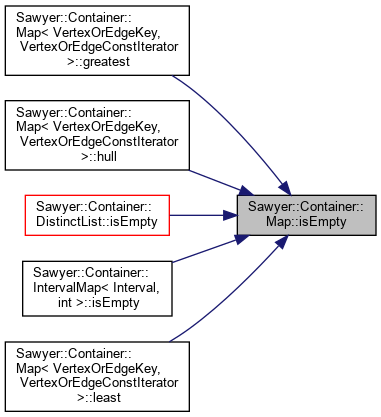 Sawyer::Container::
Map< VertexOrEdgeKey,
VertexOrEdgeConstIterator
>::greatest
Sawyer::Container::
Map< VertexOrEdgeKey,
VertexOrEdgeConstIterator
>::hull
Sawyer::Container::
DistinctList::isEmpty
Sawyer::Container::
Map::isEmpty
Sawyer::Container::
IntervalMap< Interval,
int >::isEmpty
Sawyer::Container::
Map< VertexOrEdgeKey,
VertexOrEdgeConstIterator
>::least